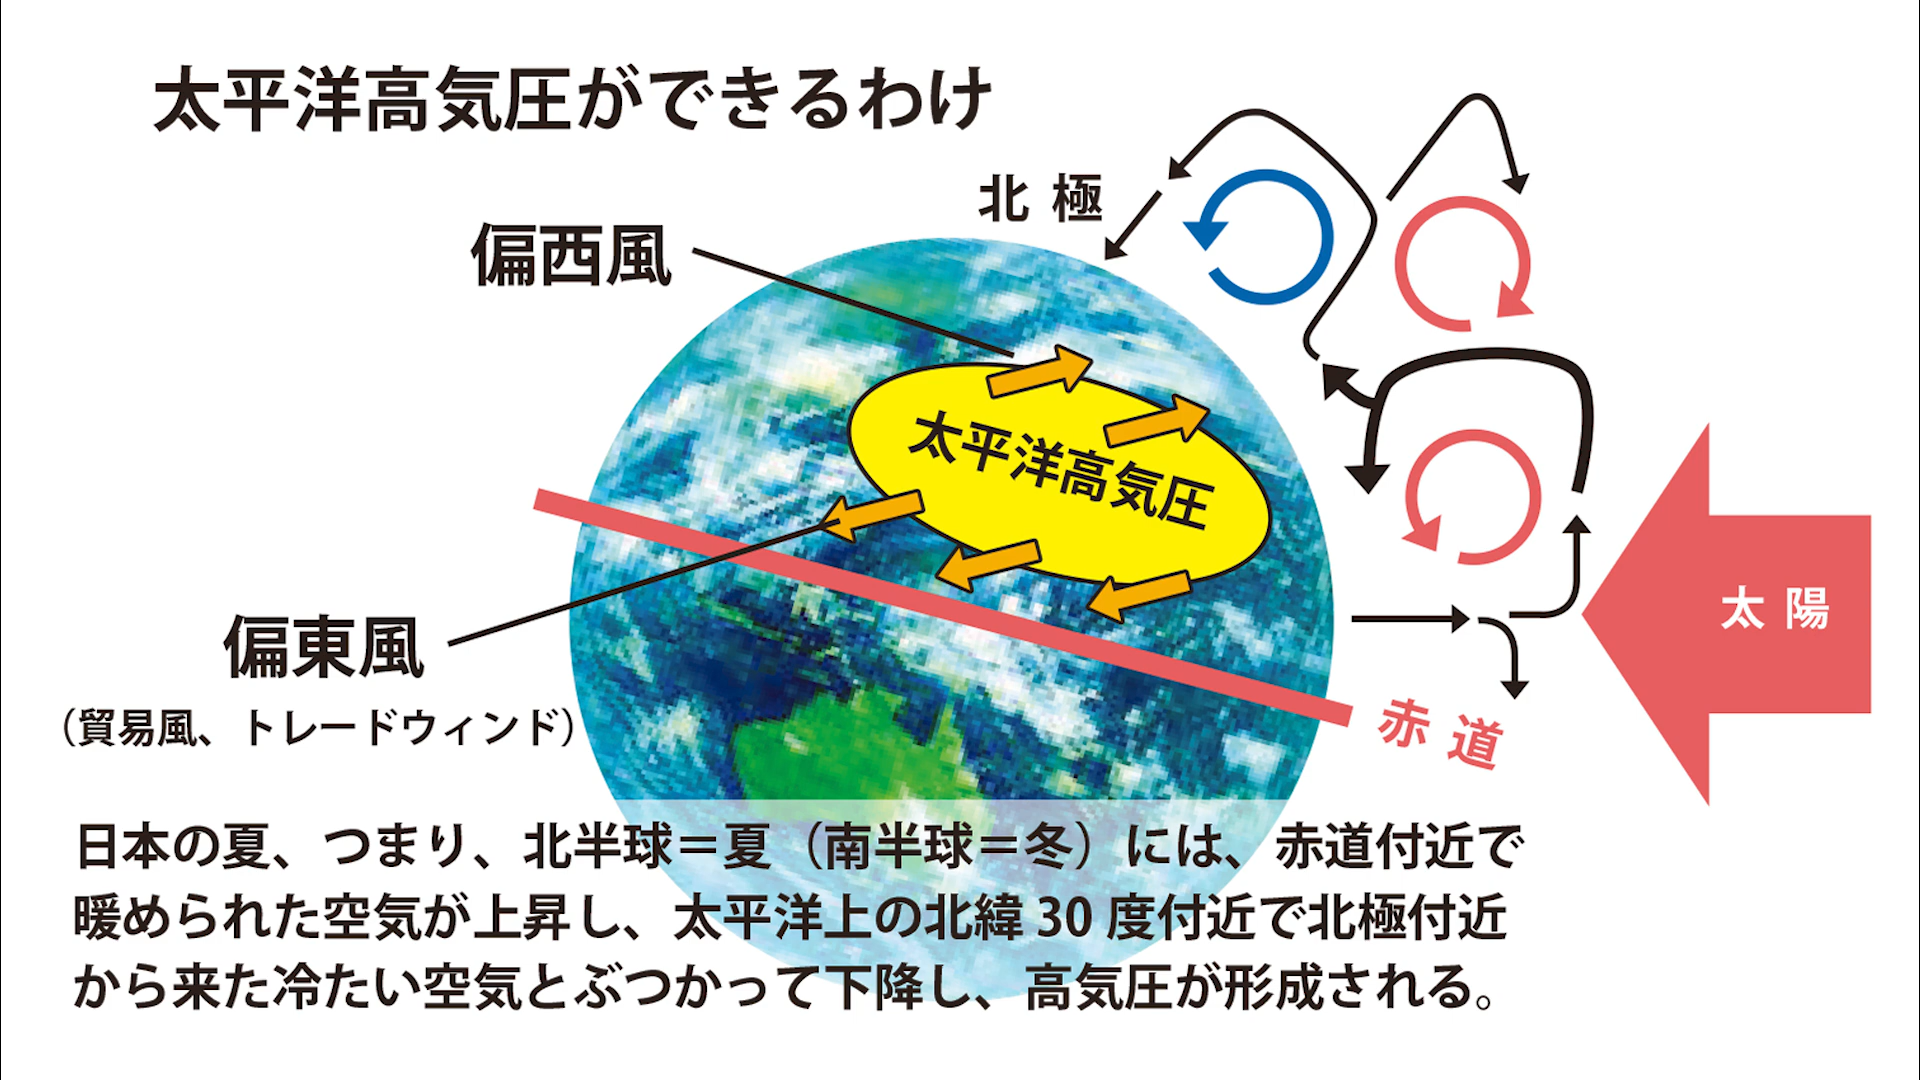 太平洋高気圧ができるわけ
北極
偏西風
太平洋高気圧
偏東風
（貿易風、トレードウィンド）
太陽
赤道
日本の夏、つまり、北半球＝夏（南半球＝冬）には、赤道付近で
暖められた空気が上昇し、太平洋上の北緯30度付近で北極付近
から来た冷たい空気とぶつかって下降し、高気圧が形成される。